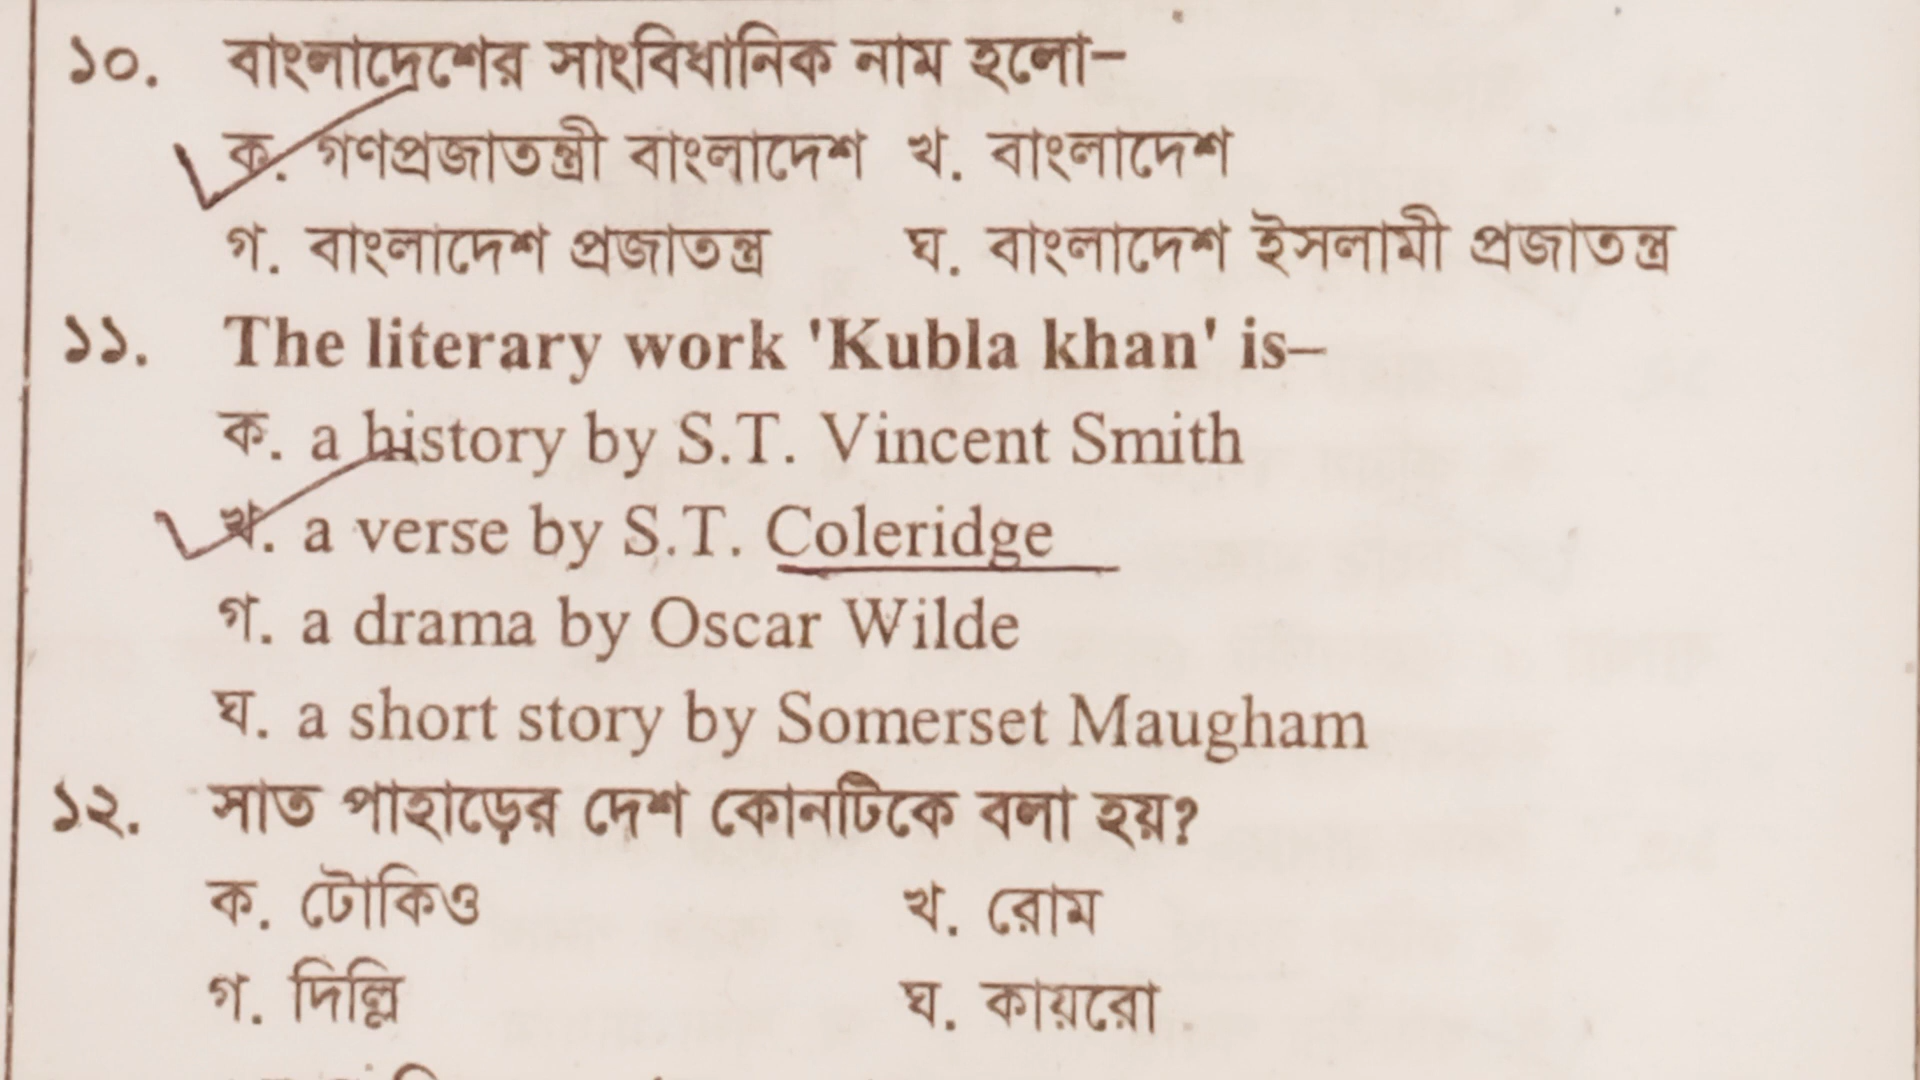 ১০. বাংলাদেশের সাংবিধানিক নাম হলো–
ক. গণপ্রজাতন্ত্রী বাংলাদেশ খ. বাংলাদেশ
গ. বাংলাদেশ প্রজাতন্ত্র ঘ. বাংলাদেশ ইসলামী প্রজাতন্ত্র
১১. The literary work 'Kubla khan' is–
ক. a history by S.T. Vincent Smith
খ. a verse by S.T. Coleridge
গ. a drama by Oscar Wilde
ঘ. a short story by Somerset Maugham
১২. সাত পাহাড়ের দেশ কোনটিকে বলা হয়?
ক. টোকিও খ. রোম
গ. দিল্লি ঘ. কায়রো